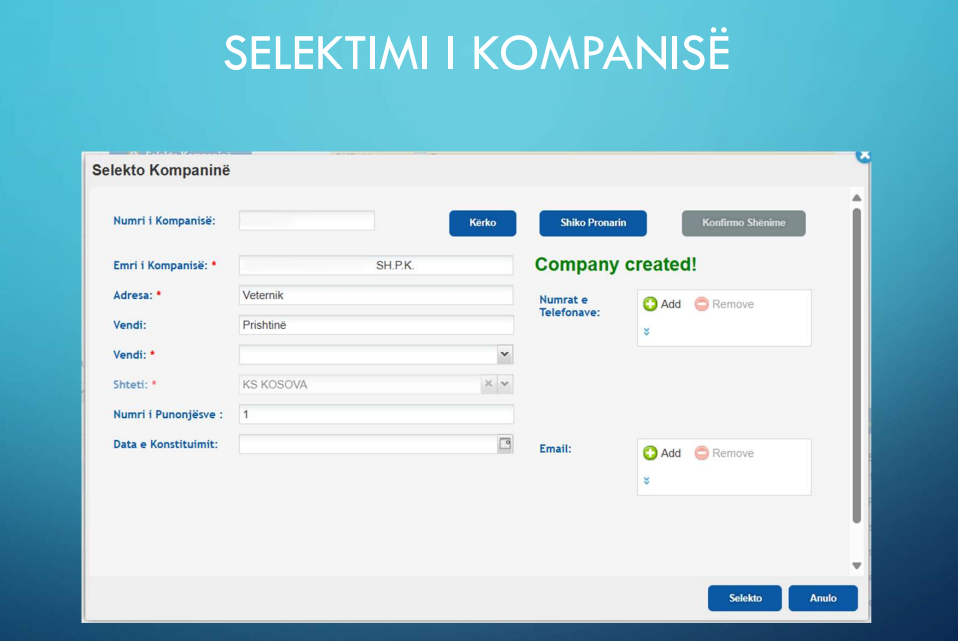 SELEKTIMI I KOMPANISË
Selekto Kompaninë
Numri i Kompanisë:
Kërko
Shiko Pronarin
Konfirmo Shënime
Emri i Kompanisë: *
SH.P.K.
Company created!
Adresa: *
Veternik
Numrat e
Telefonave:
Add
Remove
Vendi:
Prishtinë
Vendi: *
Shteti: *
KS KOSOVA
Numri i Punonjësve :
1
Data e Konstituimit:
Email:
Add
Remove
Selekto
Anulo